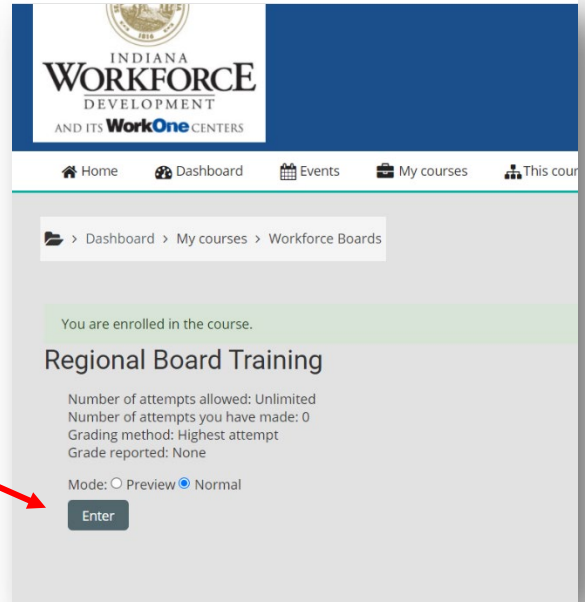 1816
INDIANA
WORKFORCE
DEVELOPMENT
AND ITS WorkOne CENTERS
Home Dashboard Events My courses This cour
> Dashboard > My courses > Workforce Boards
You are enrolled in the course.
Regional Board Training
Number of attempts allowed: Unlimited
Number of attempts you have made: 0
Grading method: Highest attempt
Grade reported: None
Mode: Preview Normal
Enter